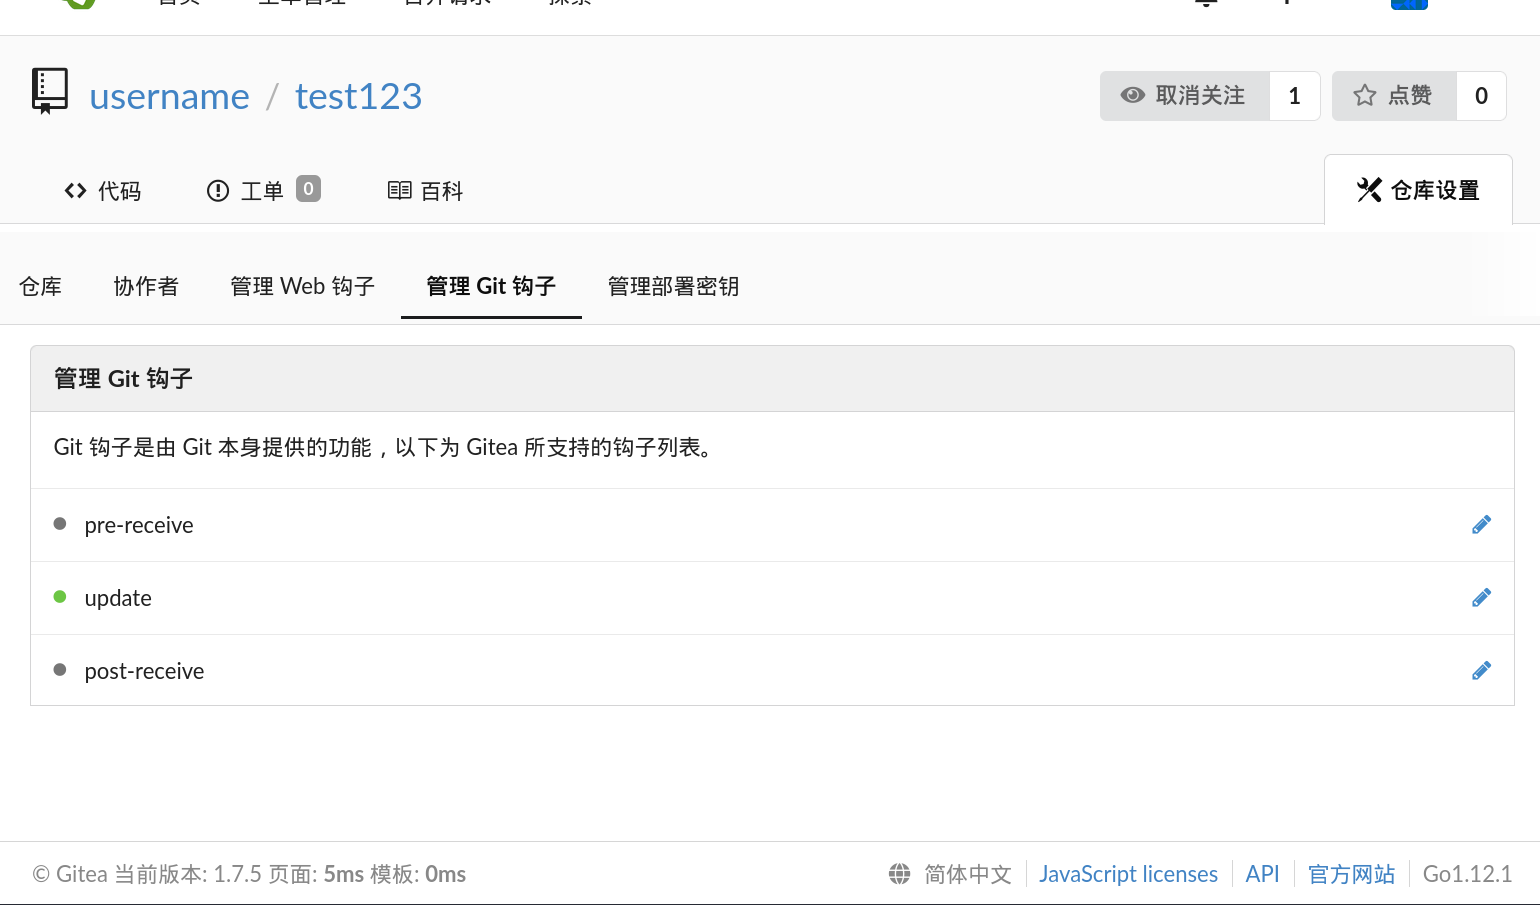 username / test123
取消关注 1 点赞 0
代码 工单 0 百科 仓库设置
仓库 协作者 管理 Web 钩子 管理 Git 钩子 管理部署密钥
管理 Git 钩子
Git 钩子是由 Git 本身提供的功能，以下为 Gitea 所支持的钩子列表。
pre-receive
update
post-receive
© Gitea 当前版本: 1.7.5 页面: 5ms 模板: 0ms 简体中文 JavaScript licenses API 官方网站 Go1.12.1